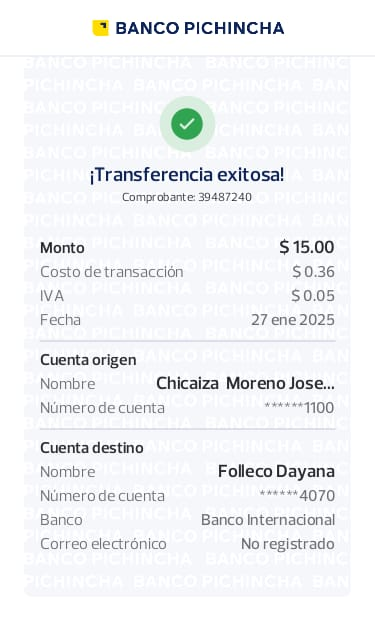 BANCO PICHINCHA
¡Transferencia exitosa!
Comprobante: 39487240
Monto $ 15.00
Costo de transacción $ 0.36
IVA $ 0.05
Fecha 27 ene 2025
Cuenta origen
Nombre Chicaiza Moreno Jose...
Número de cuenta ******1100
Cuenta destino
Nombre Folleco Dayana
Número de cuenta ******4070
Banco Banco Internacional
Correo electrónico No registrado